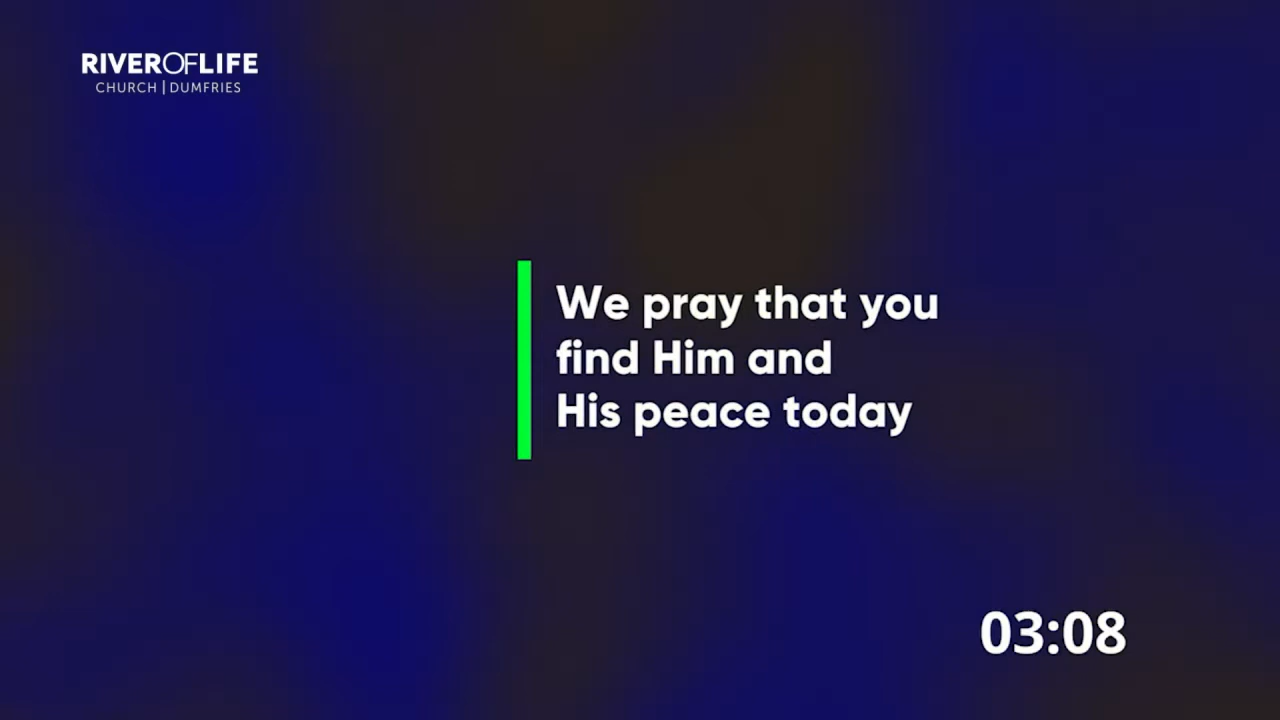 RIVEROFLIFE
CHURCH | DUMFRIES
We pray that you
find Him and
His peace today
03:08